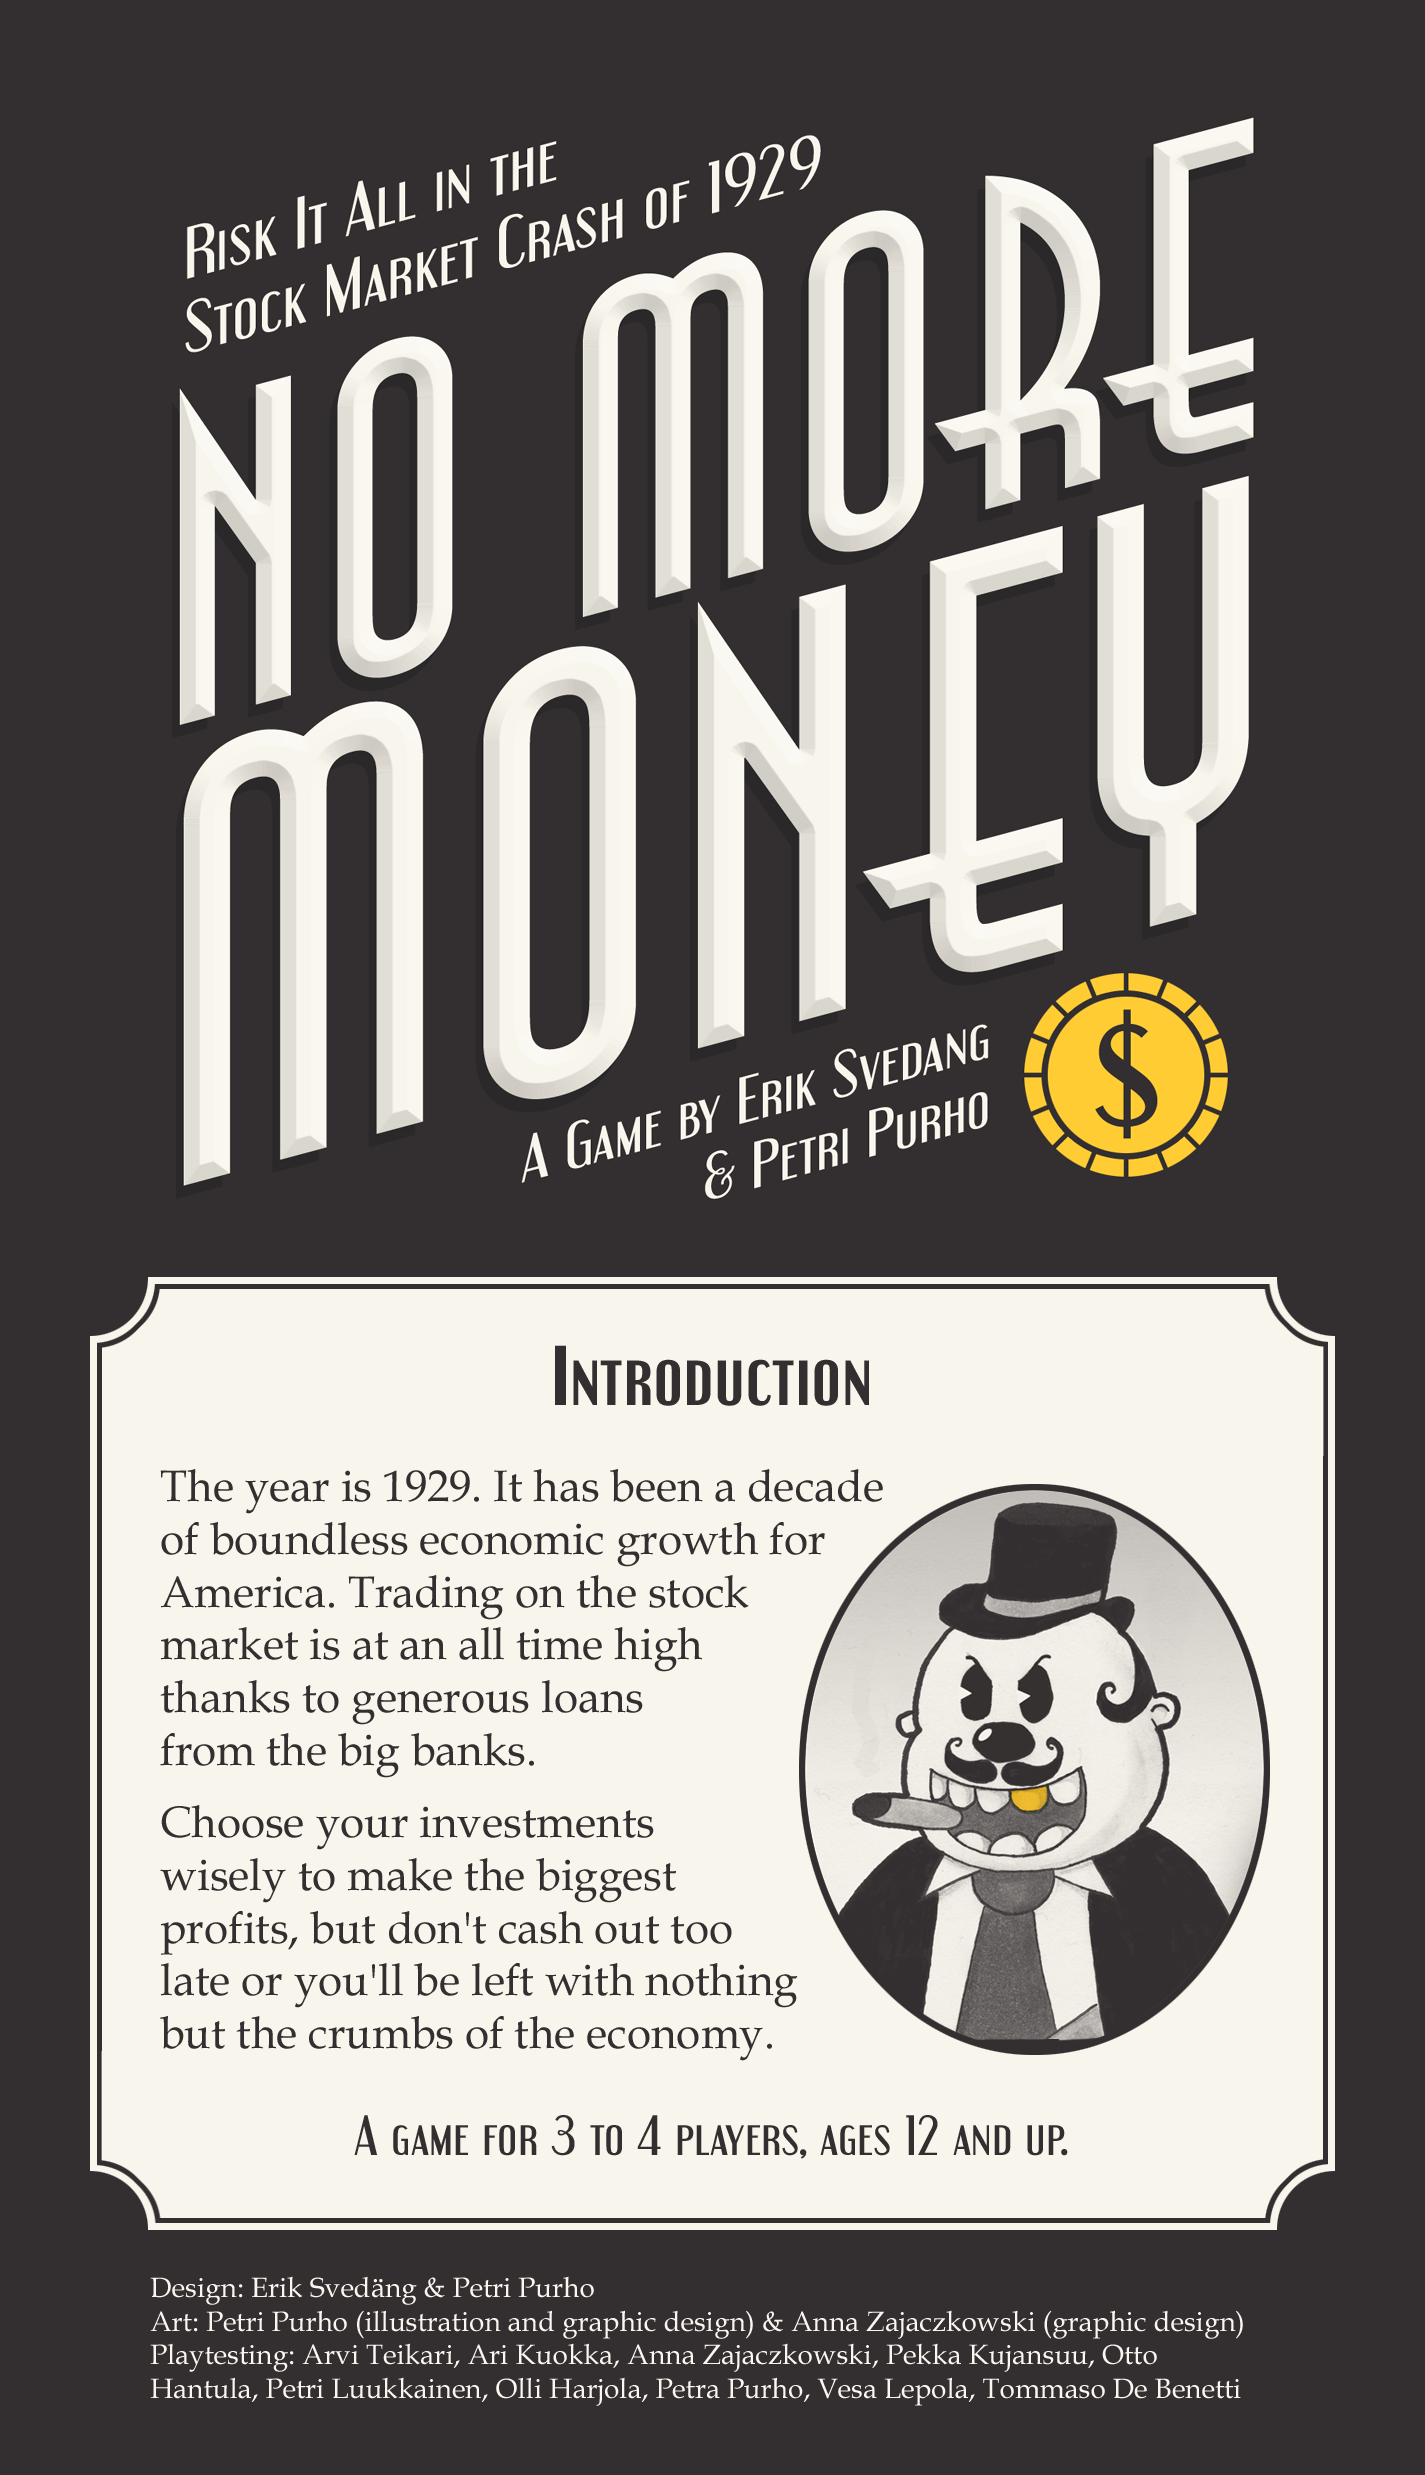 Risk It All in the
Stock Market Crash of 1929
NO MORE
MONEY
A Game by Erik Svedang
& Petri Purho
$
Introduction
The year is 1929. It has been a decade
of boundless economic growth for
America. Trading on the stock
market is at an all time high
thanks to generous loans
from the big banks.
Choose your investments
wisely to make the biggest
profits, but don't cash out too
late or you'll be left with nothing
but the crumbs of the economy.
A game for 3 to 4 players, ages 12 and up.
Design: Erik Svedäng & Petri Purho
Art: Petri Purho (illustration and graphic design) & Anna Zajaczkowski (graphic design)
Playtesting: Arvi Teikari, Ari Kuokka, Anna Zajaczkowski, Pekka Kujansuu, Otto
Hantula, Petri Luukkainen, Olli Harjola, Petra Purho, Vesa Lepola, Tommaso De Benetti